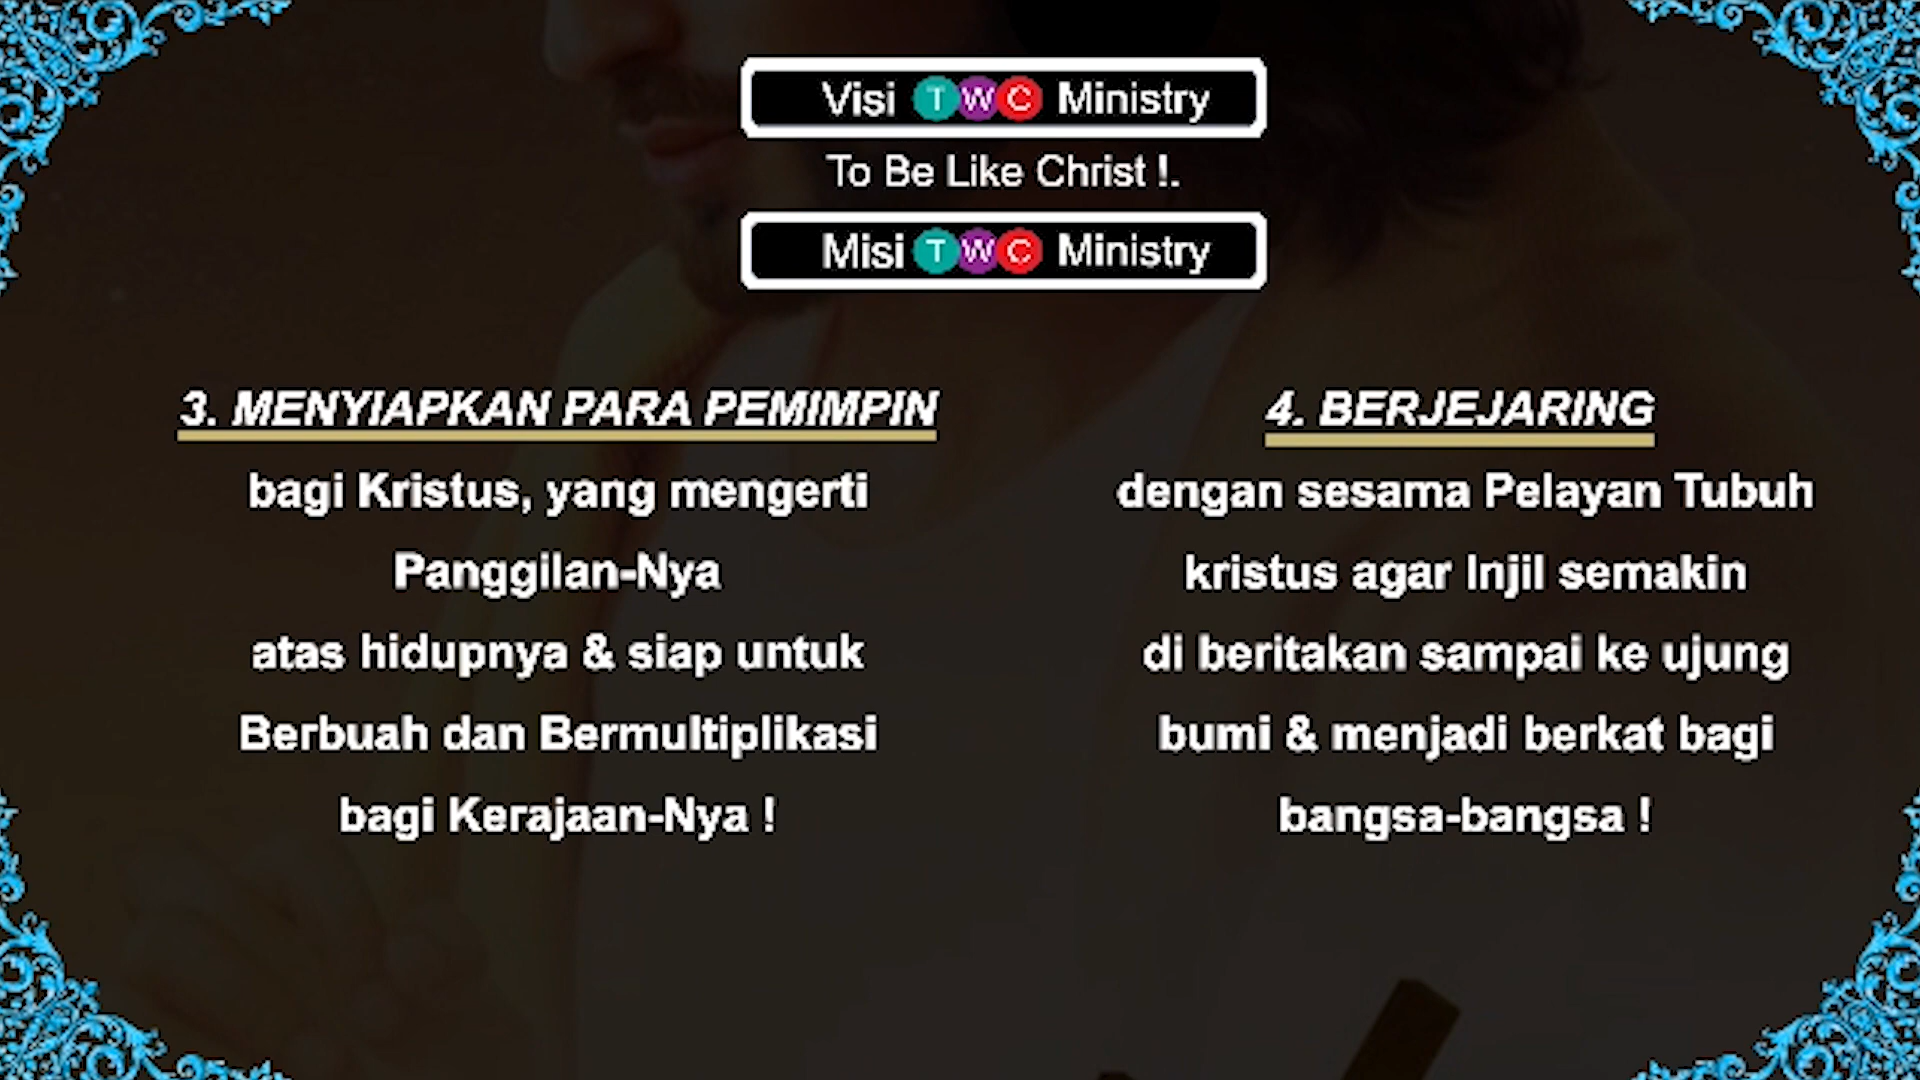 Visi TWC Ministry
To Be Like Christ !.
Misi TWC Ministry
3. MENYIAPKAN PARA PEMIMPIN
bagi Kristus, yang mengerti
Panggilan-Nya
atas hidupnya & siap untuk
Berbuah dan Bermultiplikasi
bagi Kerajaan-Nya !
4. BERJEJARING
dengan sesama Pelayan Tubuh
kristus agar Injil semakin
di beritakan sampai ke ujung
bumi & menjadi berkat bagi
bangsa-bangsa !